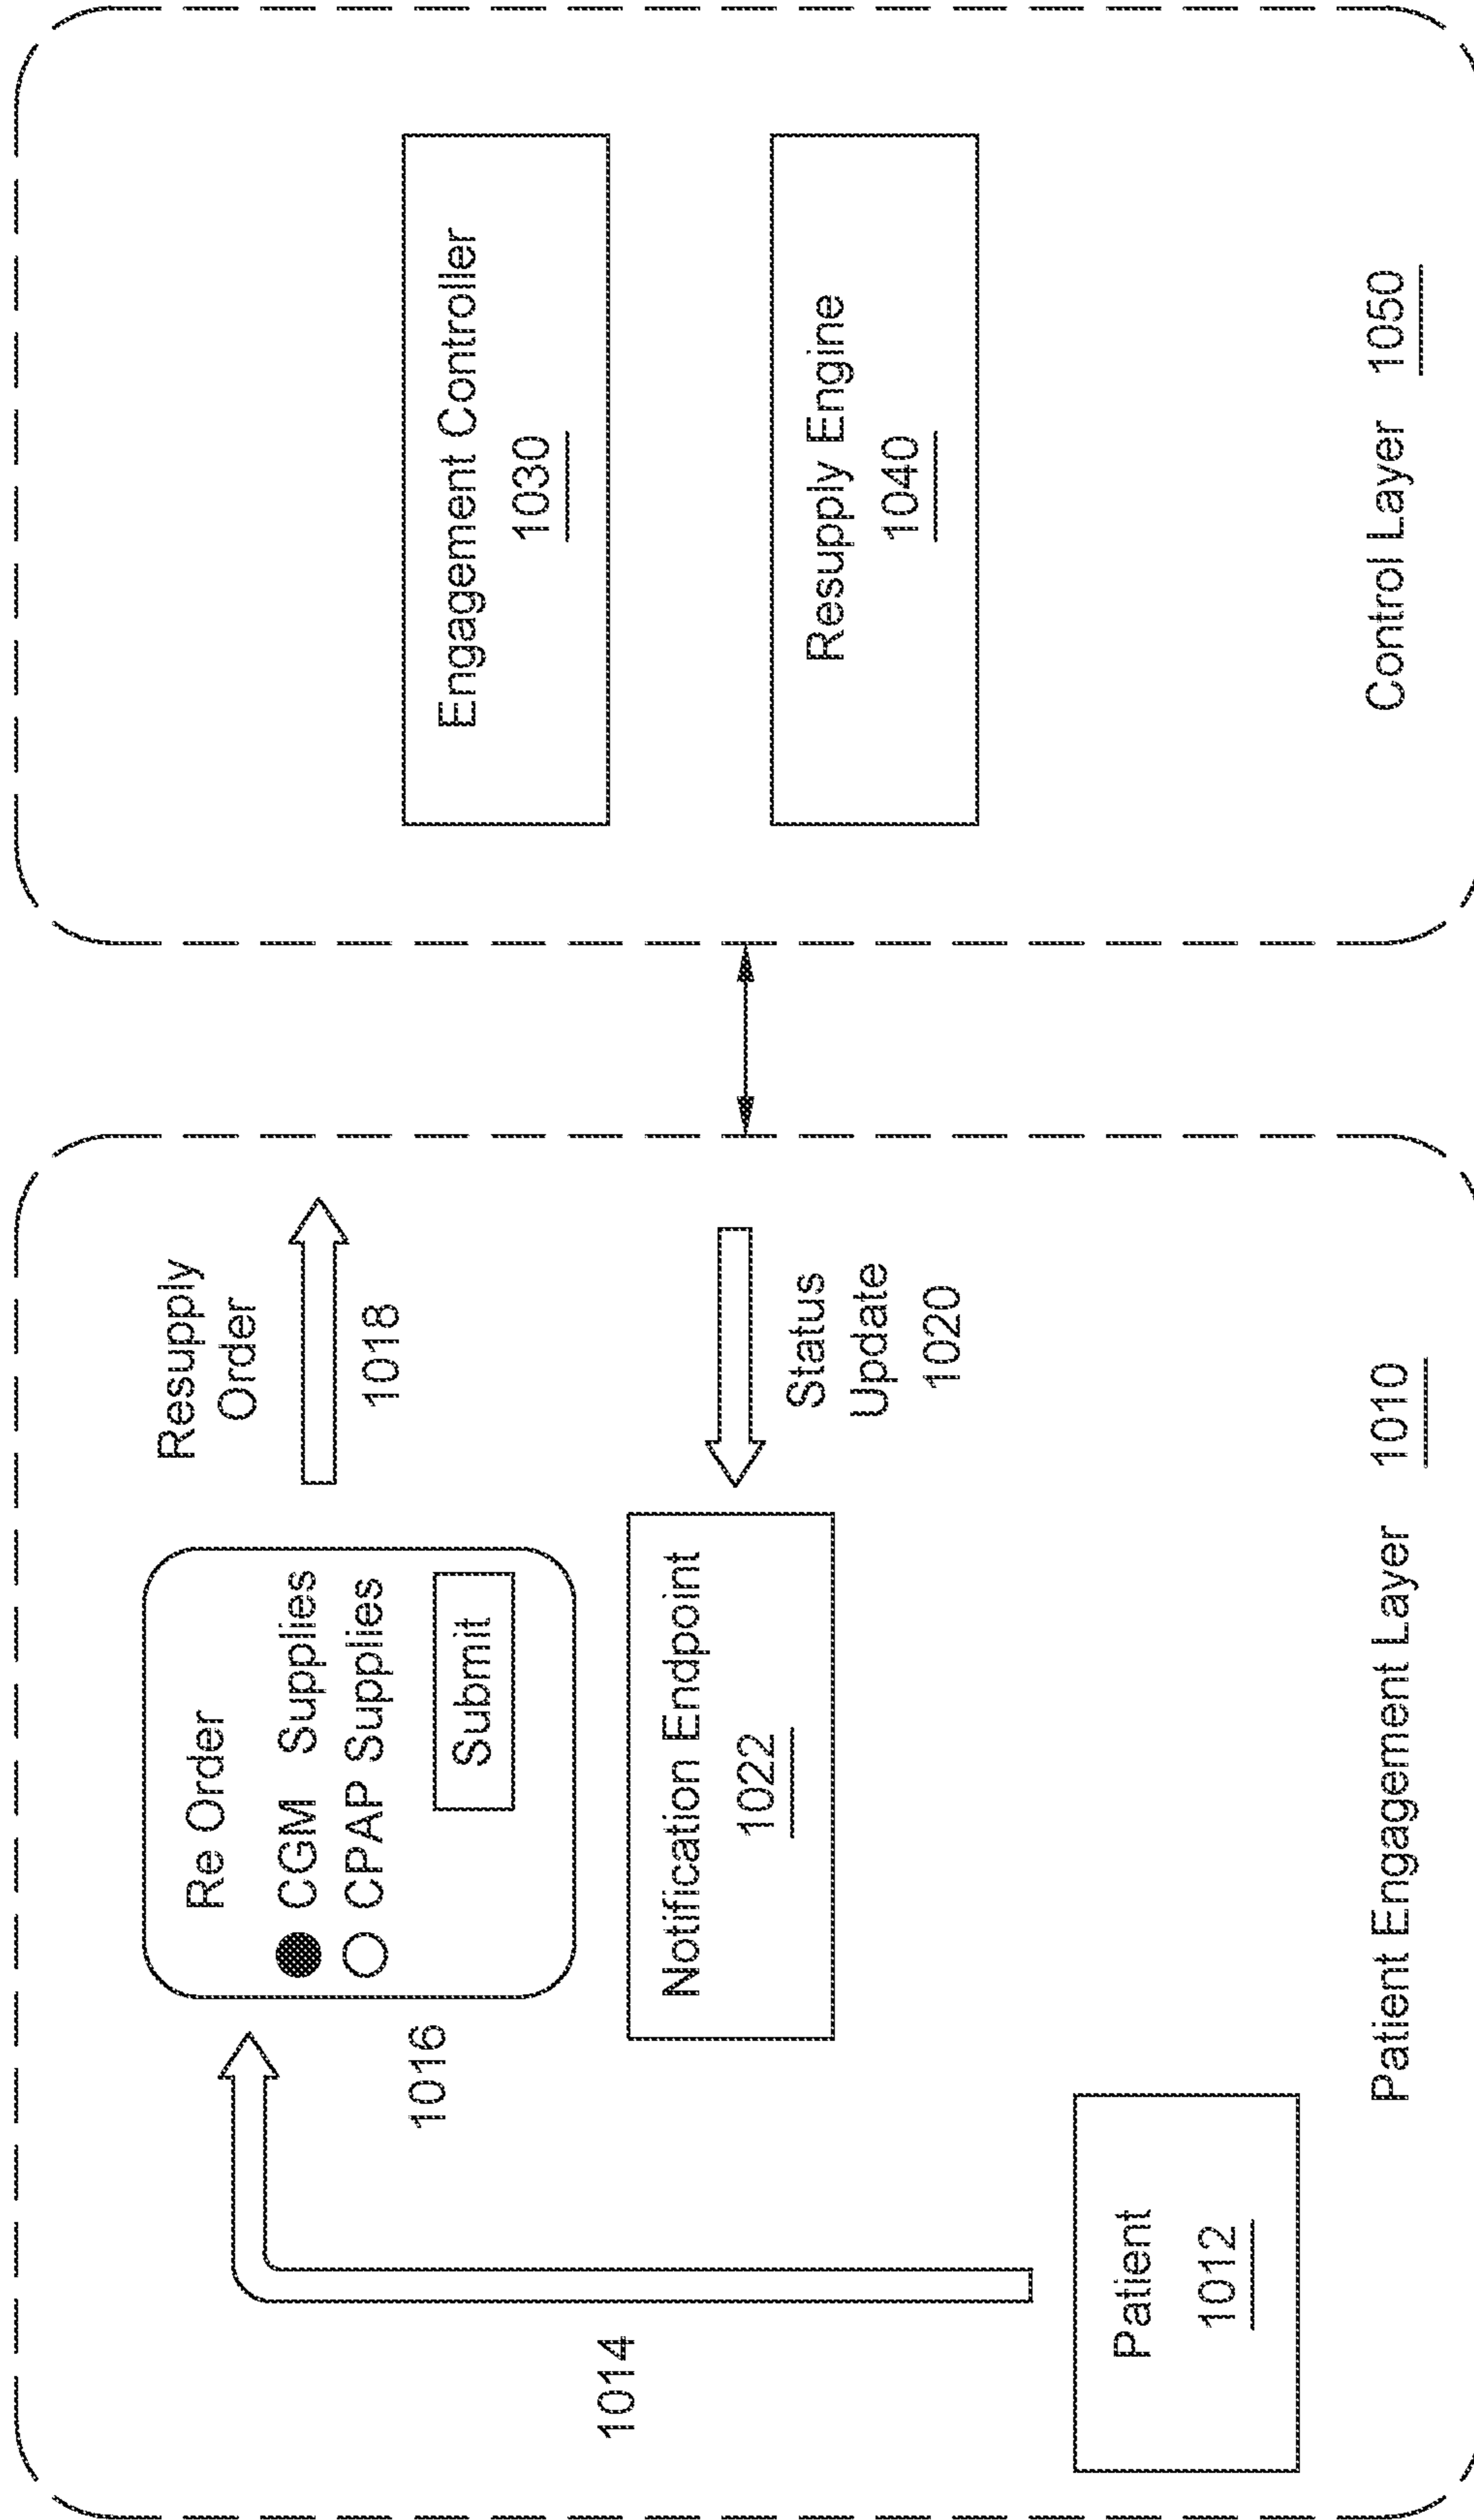 Re Order
CGM Supplies
CPAP Supplies
Submit
1016
Resupply
Order
1018
1014
Notification Endpoint
1022
Status
Update
1020
Patient
1012
Patient Engagement Layer 1010
Engagement Controller
1030
Resupply Engine
1040
Control Layer 1050